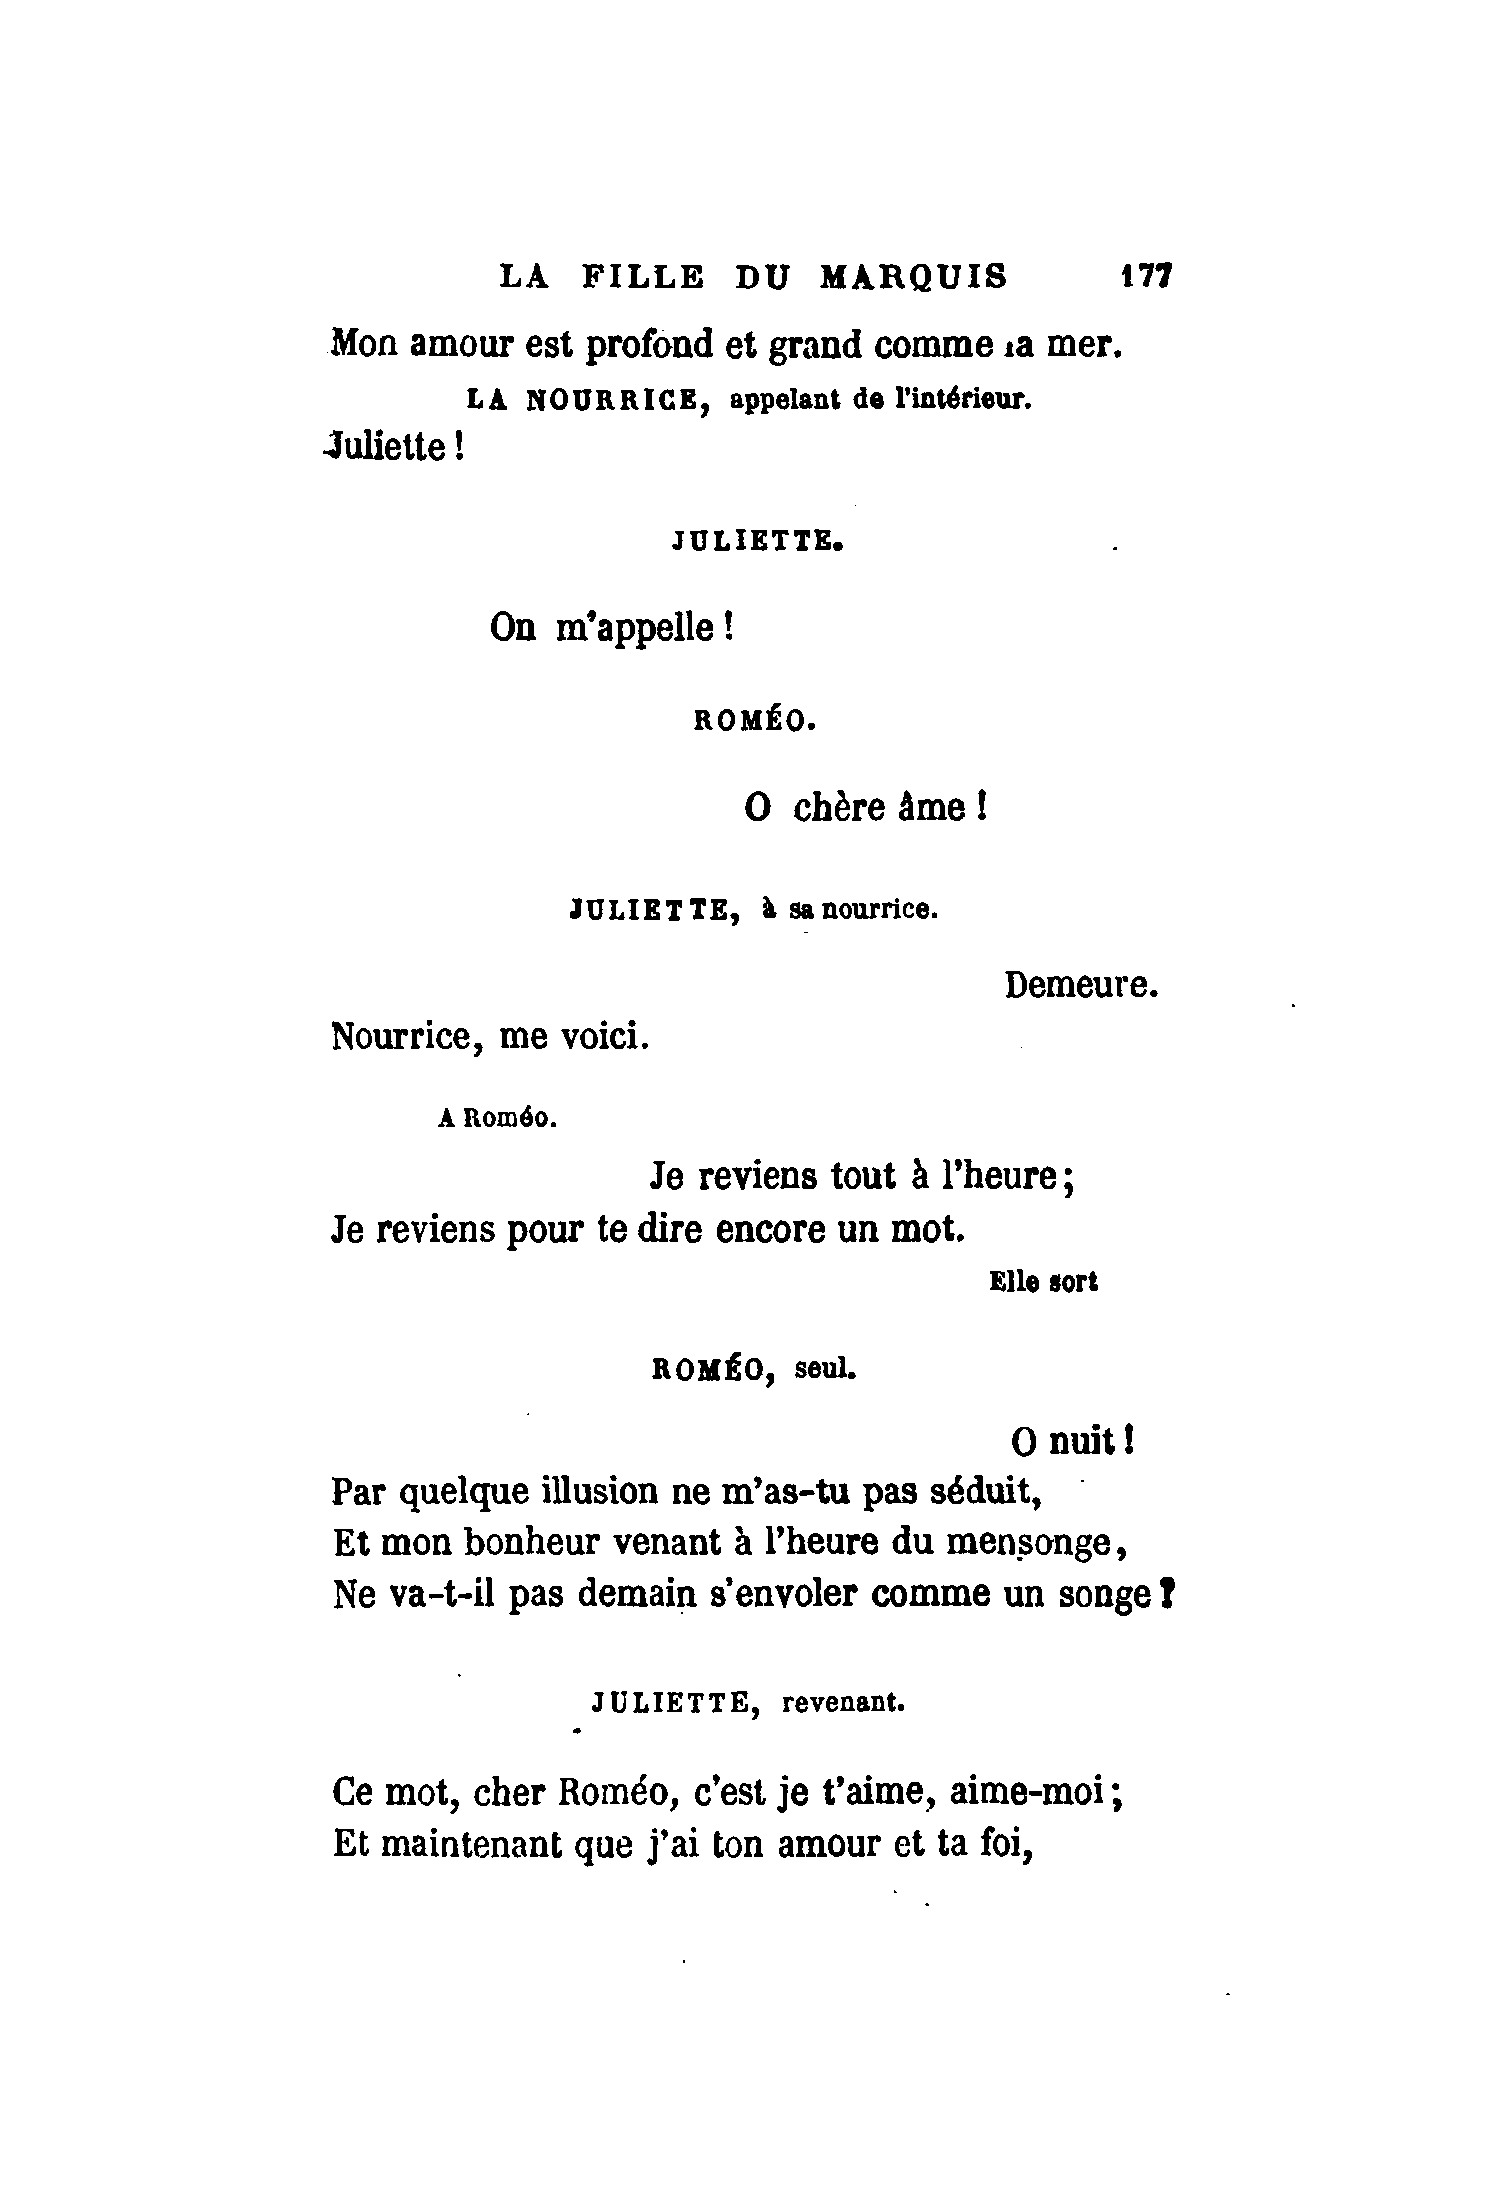 LA FILLE DU MARQUIS 177
Mon amour est profond et grand comme la mer.
LA NOURRICE, appelant de l'intérieur.
Juliette !
JULIETTE.
On m'appelle !
ROMÉO.
O chère âme !
JULIETTE, à sa nourrice.
Demeure.
Nourrice, me voici.
A Roméo.
Je reviens tout à l'heure;
Je reviens pour te dire encore un mot.
Elle sort
ROMÉO, seul.
O nuit !
Par quelque illusion ne m'as-tu pas séduit,
Et mon bonheur venant à l'heure du mensonge,
Ne va-t-il pas demain s'envoler comme un songe ?
JULIETTE, revenant.
Ce mot, cher Roméo, c'est je t'aime, aime-moi ;
Et maintenant que j'ai ton amour et ta foi,